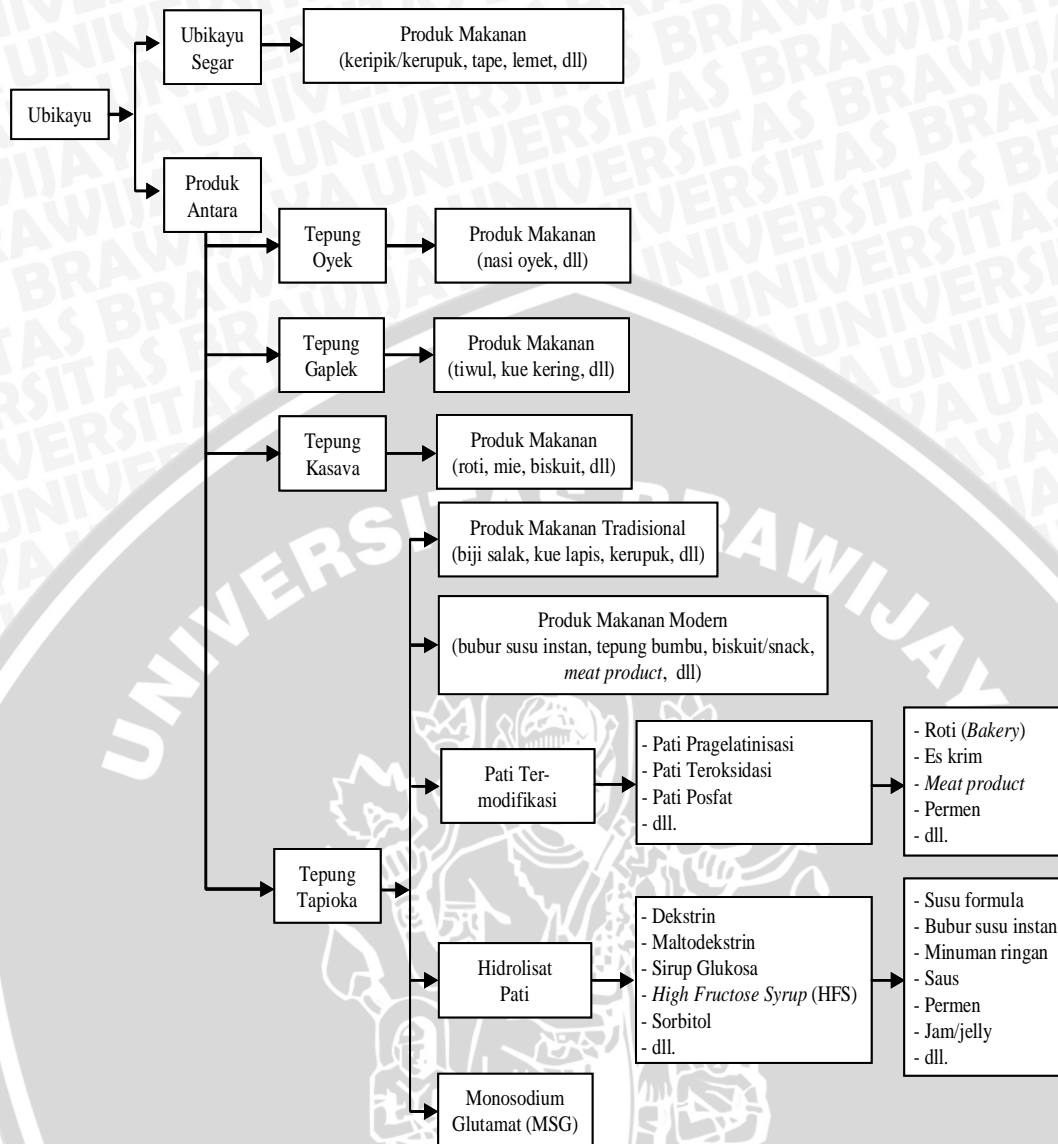 Ubikayu
Ubikayu
Segar
Produk Makanan
(keripik/kerupuk, tape, lemet, dll)
Produk
Antara
Tepung
Oyek
Produk Makanan
(nasi oyek, dll)
Tepung
Gaplek
Produk Makanan
(tiwul, kue kering, dll)
Tepung
Kasava
Produk Makanan
(roti, mie, biskuit, dll)
Tepung
Tapioka
Produk Makanan Tradisional
(biji salak, kue lapis, kerupuk, dll)
Produk Makanan Modern
(bubur susu instan, tepung bumbu, biskuit/snack,
meat product, dll)
Pati Ter-
modifikasi
- Pati Pragelatinisasi
- Pati Teroksidasi
- Pati Posfat
- dll.
- Roti (Bakery)
- Es krim
- Meat product
- Permen
- dll.
Hidrolisat
Pati
- Dekstrin
- Maltodekstrin
- Sirup Glukosa
- High Fructose Syrup (HFS)
- Sorbitol
- dll.
- Susu formula
- Bubur susu instan
- Minuman ringan
- Saus
- Permen
- Jam/jelly
- dll.
Monosodium
Glutamat (MSG)
UNIVERSITAS BRAWIJAYA